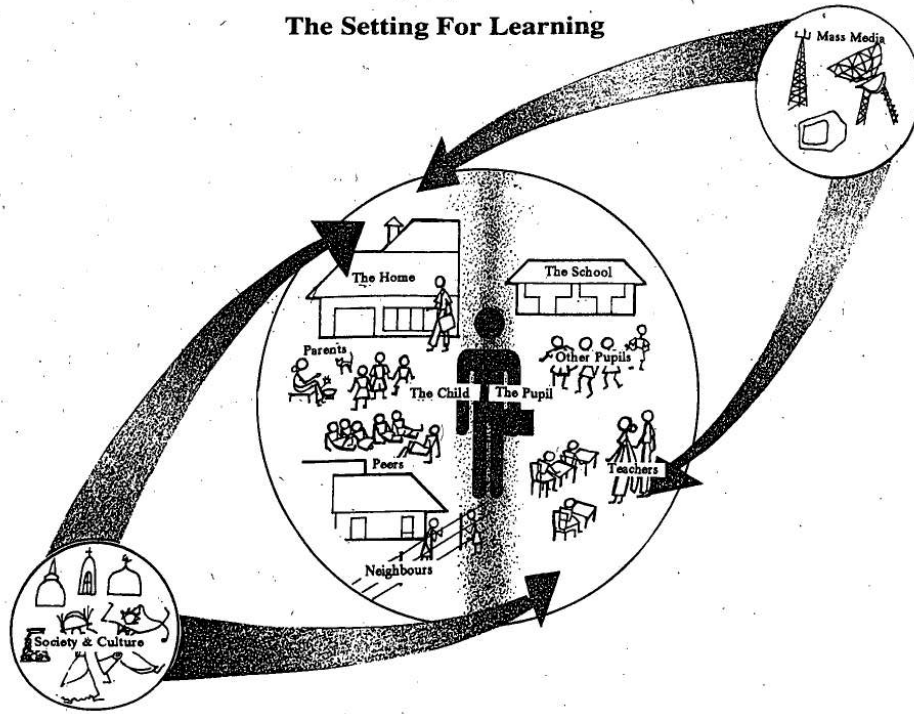 The Setting For Learning
Mass Media
The Home
The School
Parents
Other Pupils
The Child
The Pupil
Peers
Teachers
Neighbours
Society & Culture